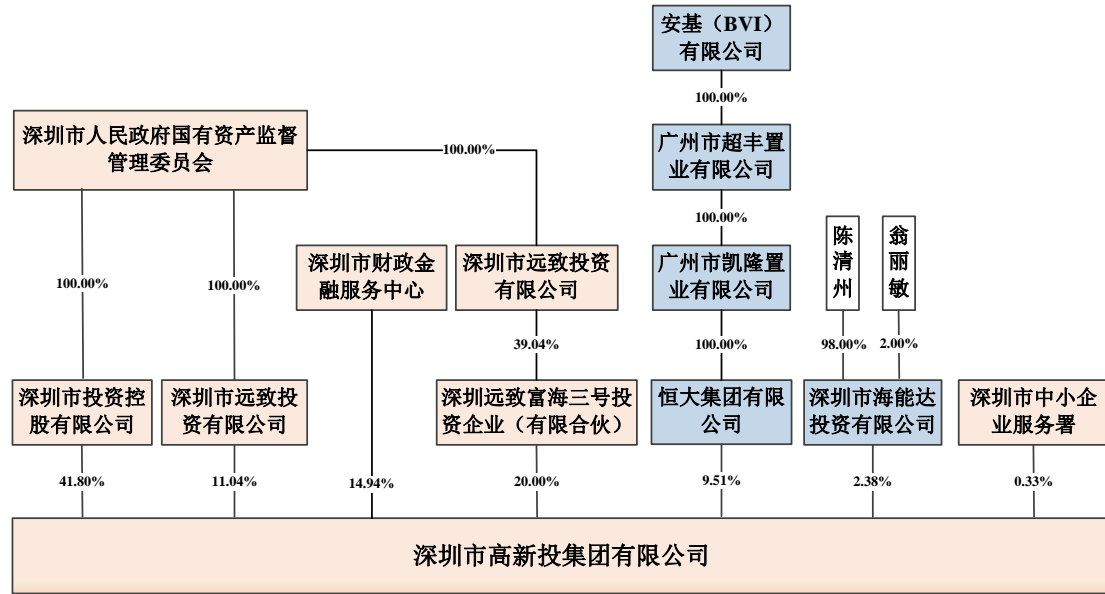 安基（BVI）
有限公司
100.00%
深圳市人民政府国有资产监督
管理委员会
100.00%
广州市超丰置
业有限公司
100.00%
陈清州
翁丽敏
深圳市财政金
融服务中心
深圳市远致投资
有限公司
广州市凯隆置
业有限公司
100.00%
100.00%
39.04%
100.00%
98.00%
2.00%
深圳市投资控
股有限公司
深圳市远致投
资有限公司
深圳远致富海三号投
资企业（有限合伙）
恒大集团有限
公司
深圳市海能达
投资有限公司
深圳市中小企
业服务署
41.80%
11.04%
14.94%
20.00%
9.51%
2.38%
0.33%
深圳市高新投集团有限公司